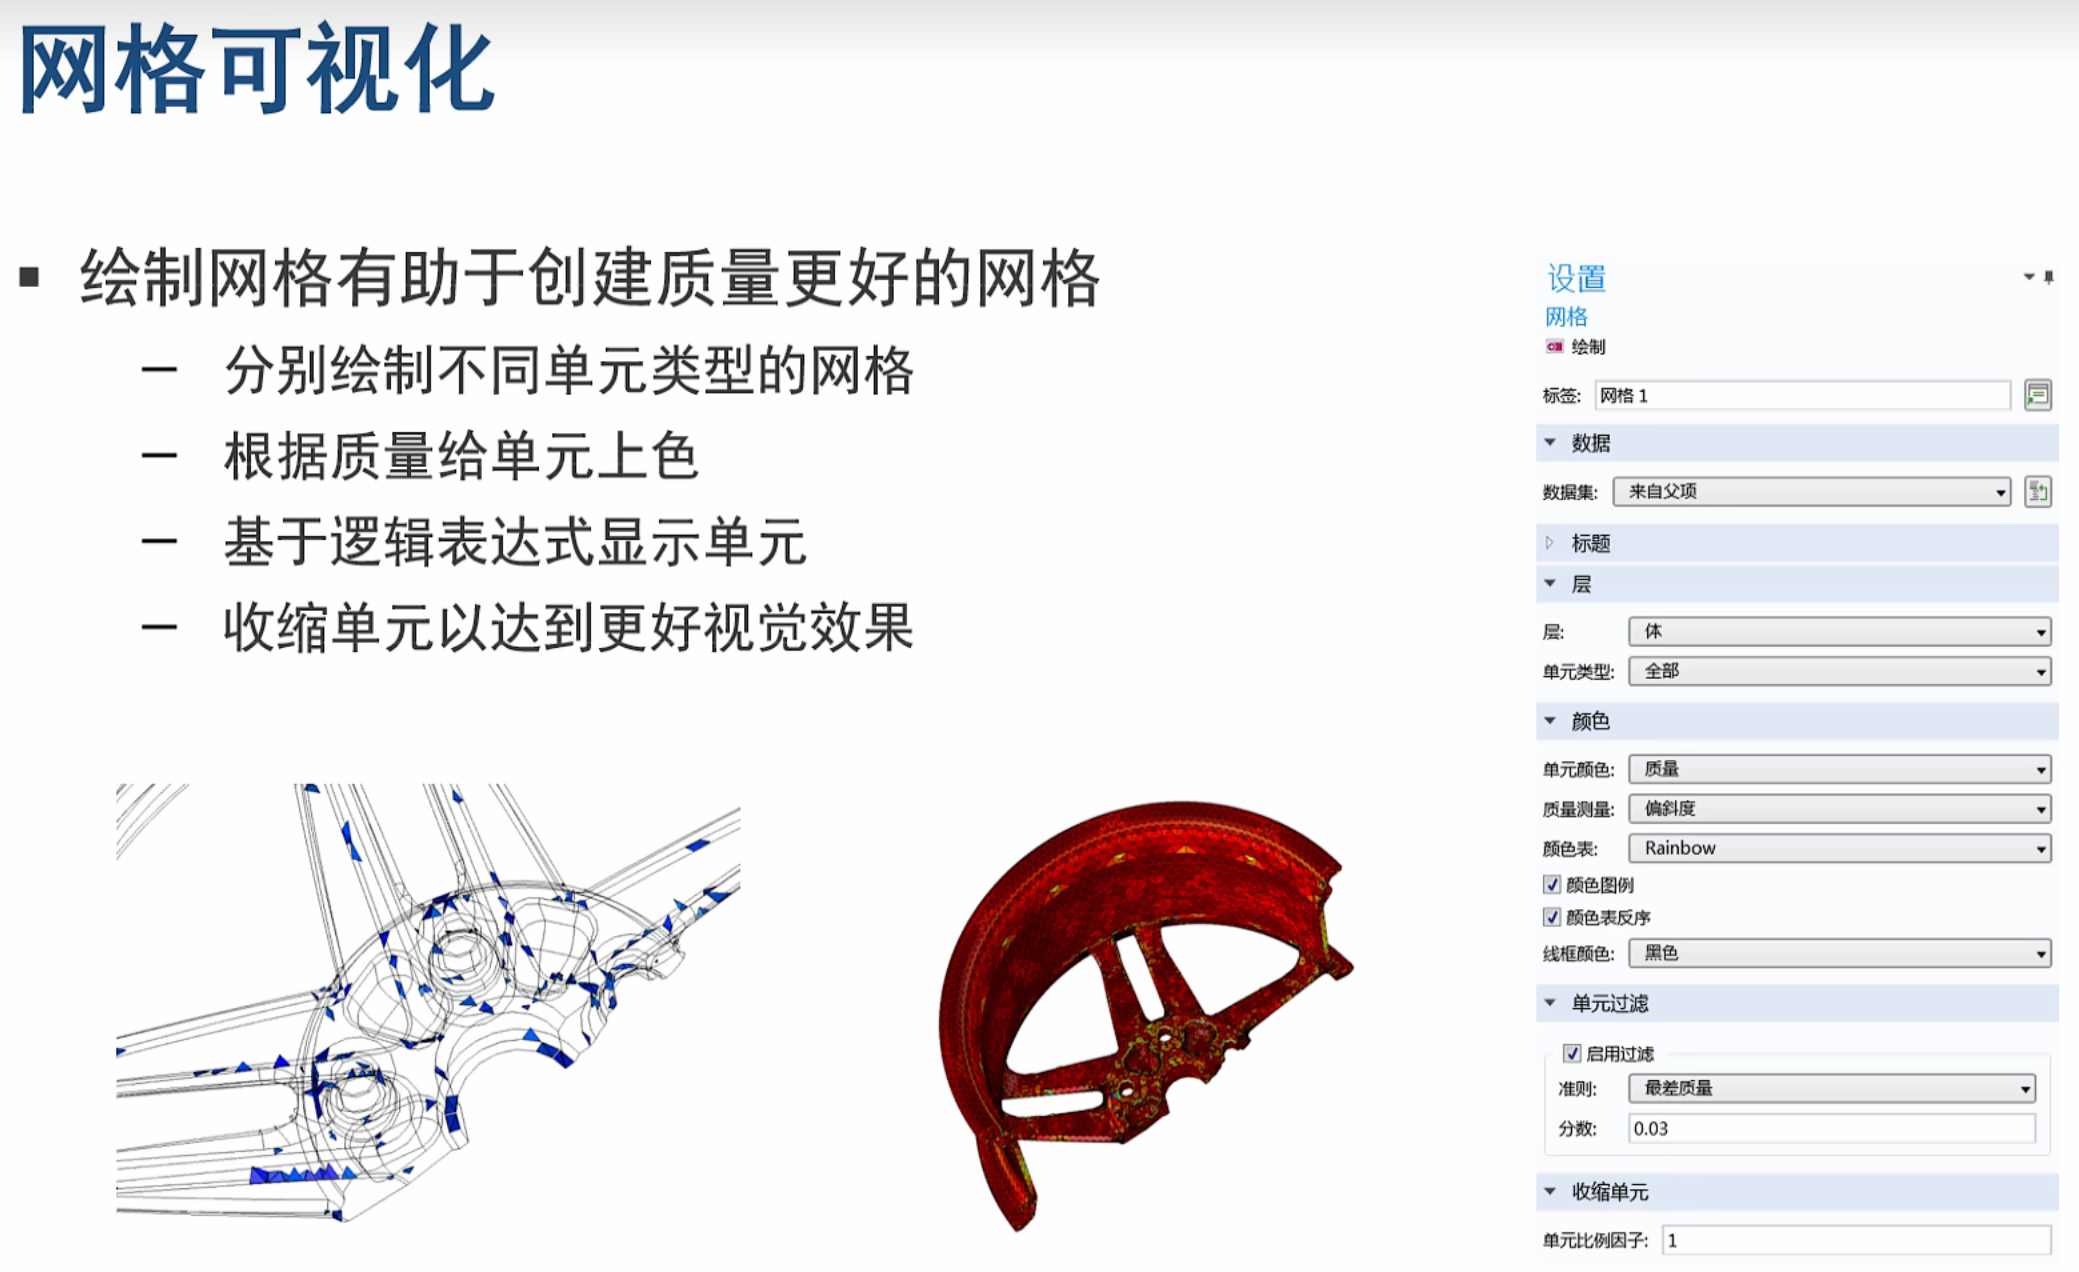 网格可视化
▪ 绘制网格有助于创建质量更好的网格
— 分别绘制不同单元类型的网格
— 根据质量给单元上色
— 基于逻辑表达式显示单元
— 收缩单元以达到更好视觉效果
设置
网格
绘制
标签: 网格 1
数据
数据集: 来自父项
标题
层
层: 体
单元类型: 全部
颜色
单元颜色: 质量
质量测量: 偏斜度
颜色表: Rainbow
颜色图例
颜色表反序
线框颜色: 黑色
单元过滤
启用过滤
准则: 最差质量
分数: 0.03
收缩单元
单元比例因子: 1